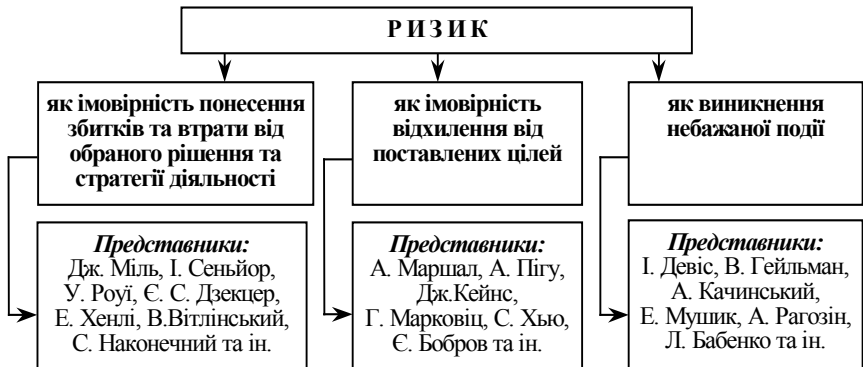 РИЗИК
як імовірність понесення
збитків та втрати від
обраного рішення та
стратегії діяльності
Представники:
Дж. Міль, І. Сеньйор,
У. Роуї, Є. С. Дзекцер,
Е. Хенлі, В.Вітлінський,
С. Наконечний та ін.
як імовірність
відхилення від
поставлених цілей
Представники:
А. Маршал, А. Пігу,
Дж.Кейнс,
Г. Марковіц, С. Хью,
Є. Бобров та ін.
як виникнення
небажаної події
Представники:
І. Девіс, В. Гейльман,
А. Качинський,
Е. Мушик, А. Рагозін,
Л. Бабенко та ін.